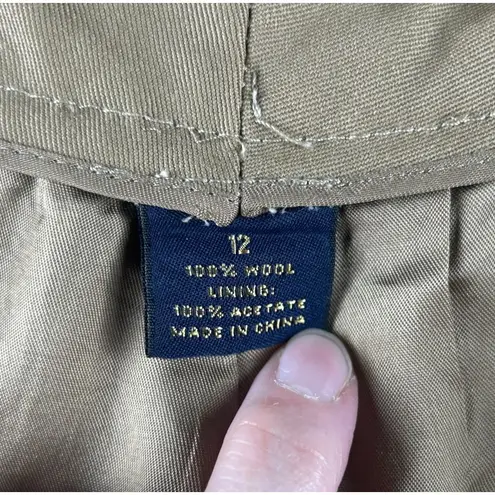 12
100% WOOL
LINING:
100% ACETATE
MADE IN CHINA